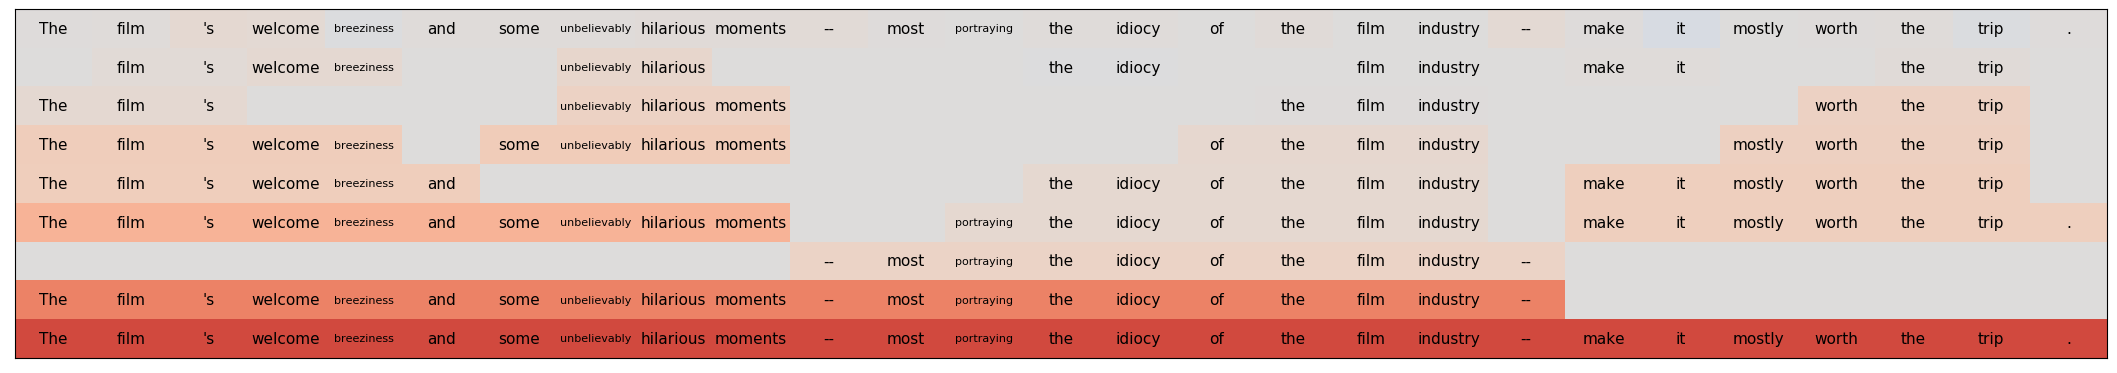 The film 's welcome breeziness and some unbelievably hilarious moments -- most portraying the idiocy of the film industry -- make it mostly worth the trip .
film 's welcome breeziness unbelievably hilarious the idiocy film industry make it the trip
The film 's unbelievably hilarious moments the film industry worth the trip
The film 's welcome breeziness some unbelievably hilarious moments of the film industry mostly worth the trip
The film 's welcome breeziness and the idiocy of the film industry make it mostly worth the trip
The film 's welcome breeziness and some unbelievably hilarious moments portraying the idiocy of the film industry make it mostly worth the trip .
-- most portraying the idiocy of the film industry --
The film 's welcome breeziness and some unbelievably hilarious moments -- most portraying the idiocy of the film industry --
The film 's welcome breeziness and some unbelievably hilarious moments -- most portraying the idiocy of the film industry -- make it mostly worth the trip .